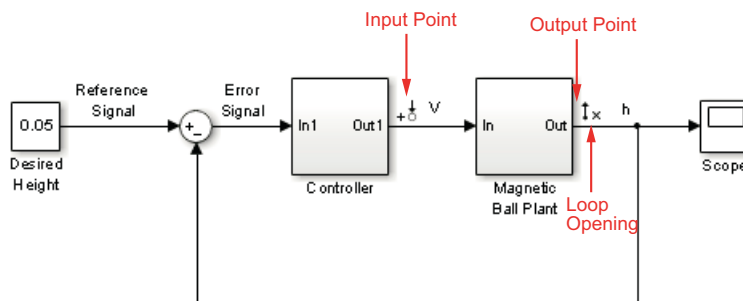 Input Point
Output Point
Reference
Signal
Error
Signal
V
h
0.05
+
-
In1
Out1
+
In
Out
x
Desired
Height
Controller
Magnetic
Ball Plant
Loop
Opening
Scope